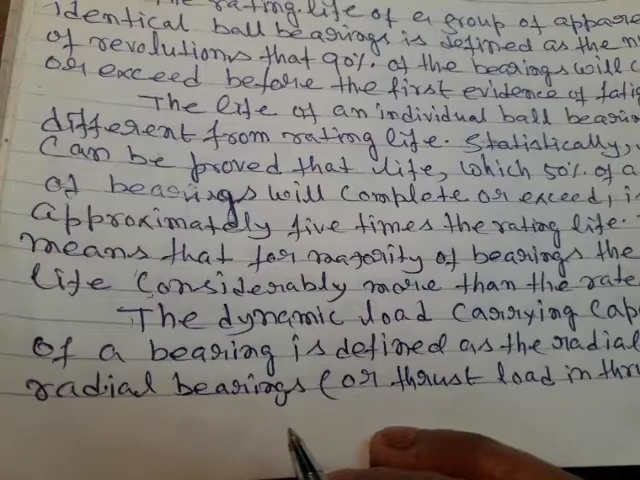 The rating life of a group of appare
identical ball bearings is defined as the n
of revolutions that 90% of the bearings will c
or exceed before the first evidence of fatig
The life of an individual ball bearin
different from rating life. Statistically,
Can be proved that life, which 50% of a
of bearings will complete or exceed, is
approximately five times the rating life.
means that for majority of bearings the
life considerably more than the rate
The dynamic load carrying cap
of a bearing is defined as the radial
radial bearings (or thrust load in thru